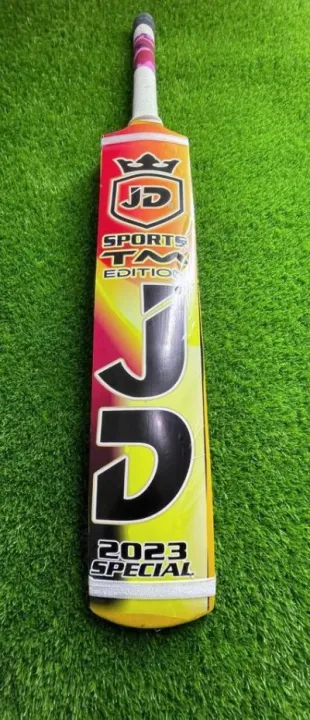 JD
SPORTS
TM
EDITION
JD
2023
SPECIAL